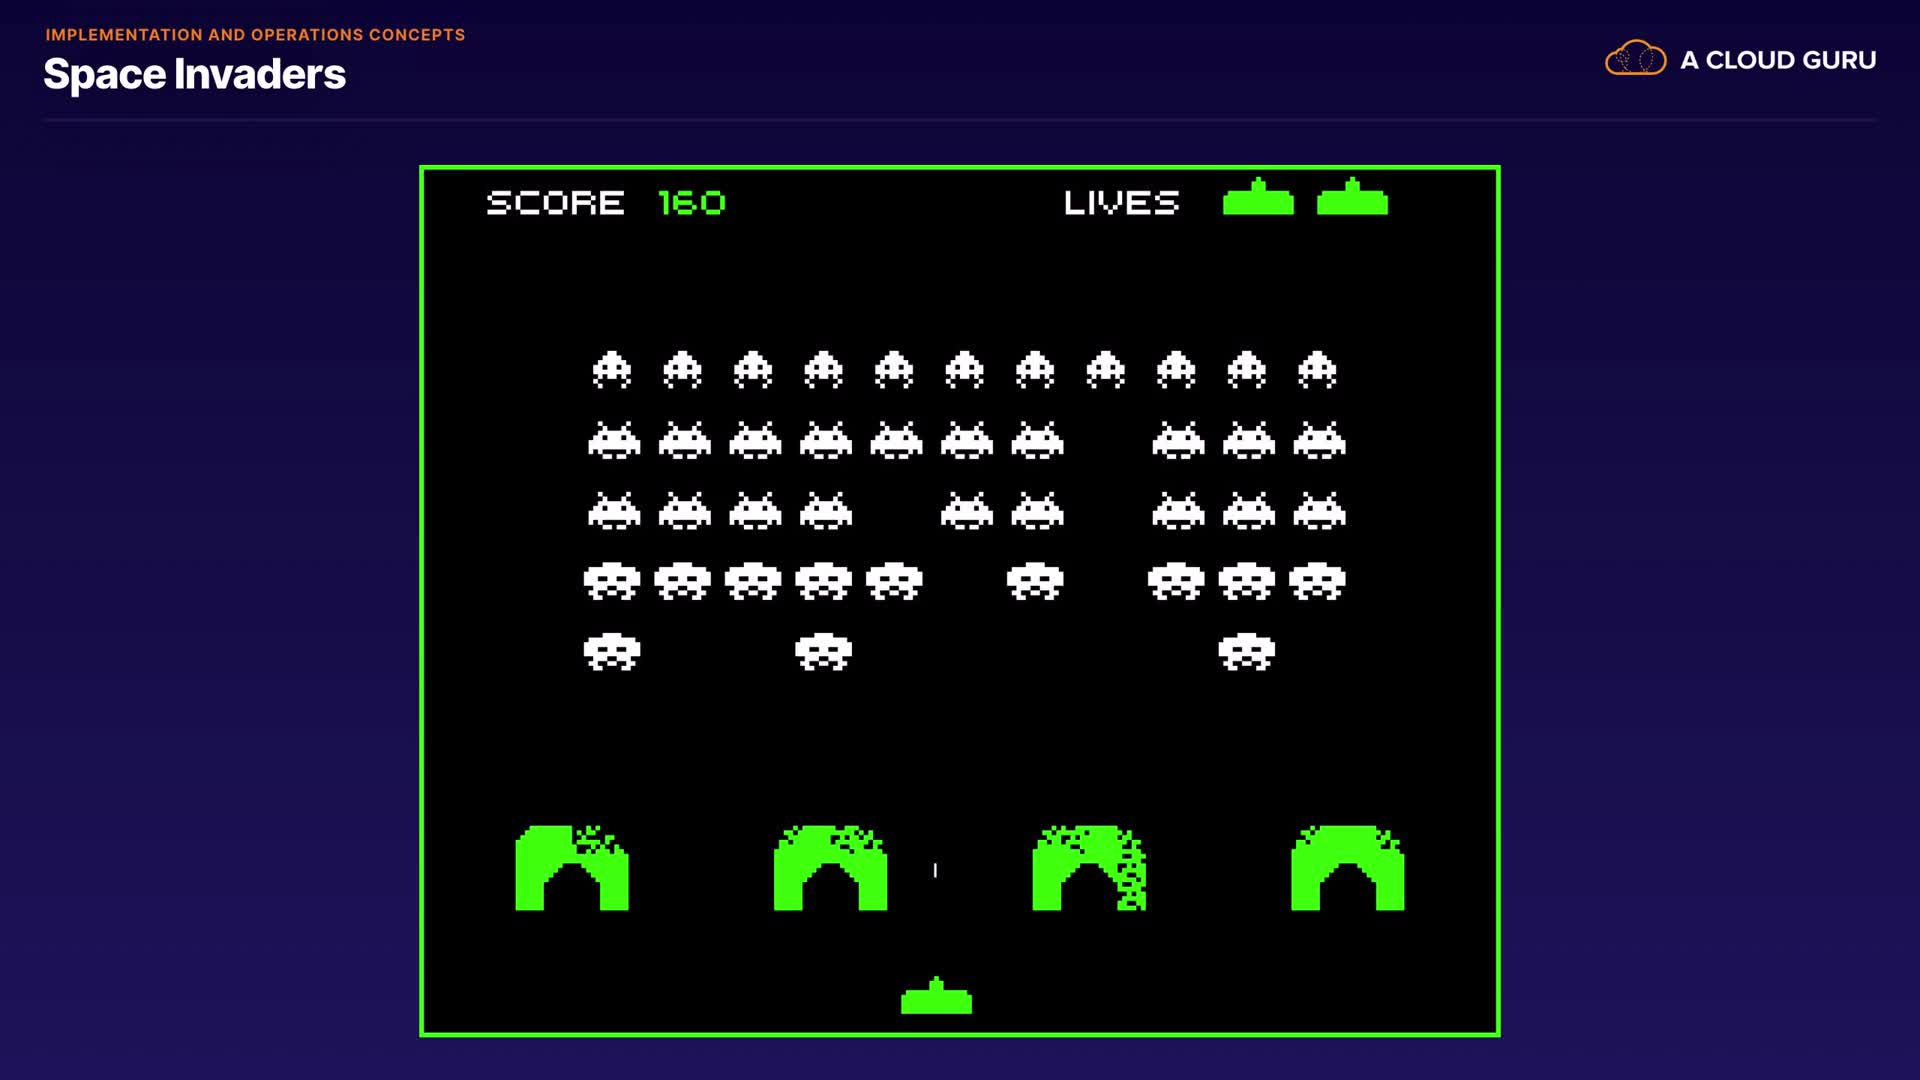 IMPLEMENTATION AND OPERATIONS CONCEPTS
Space Invaders
A CLOUD GURU
SCORE 160
LIVES